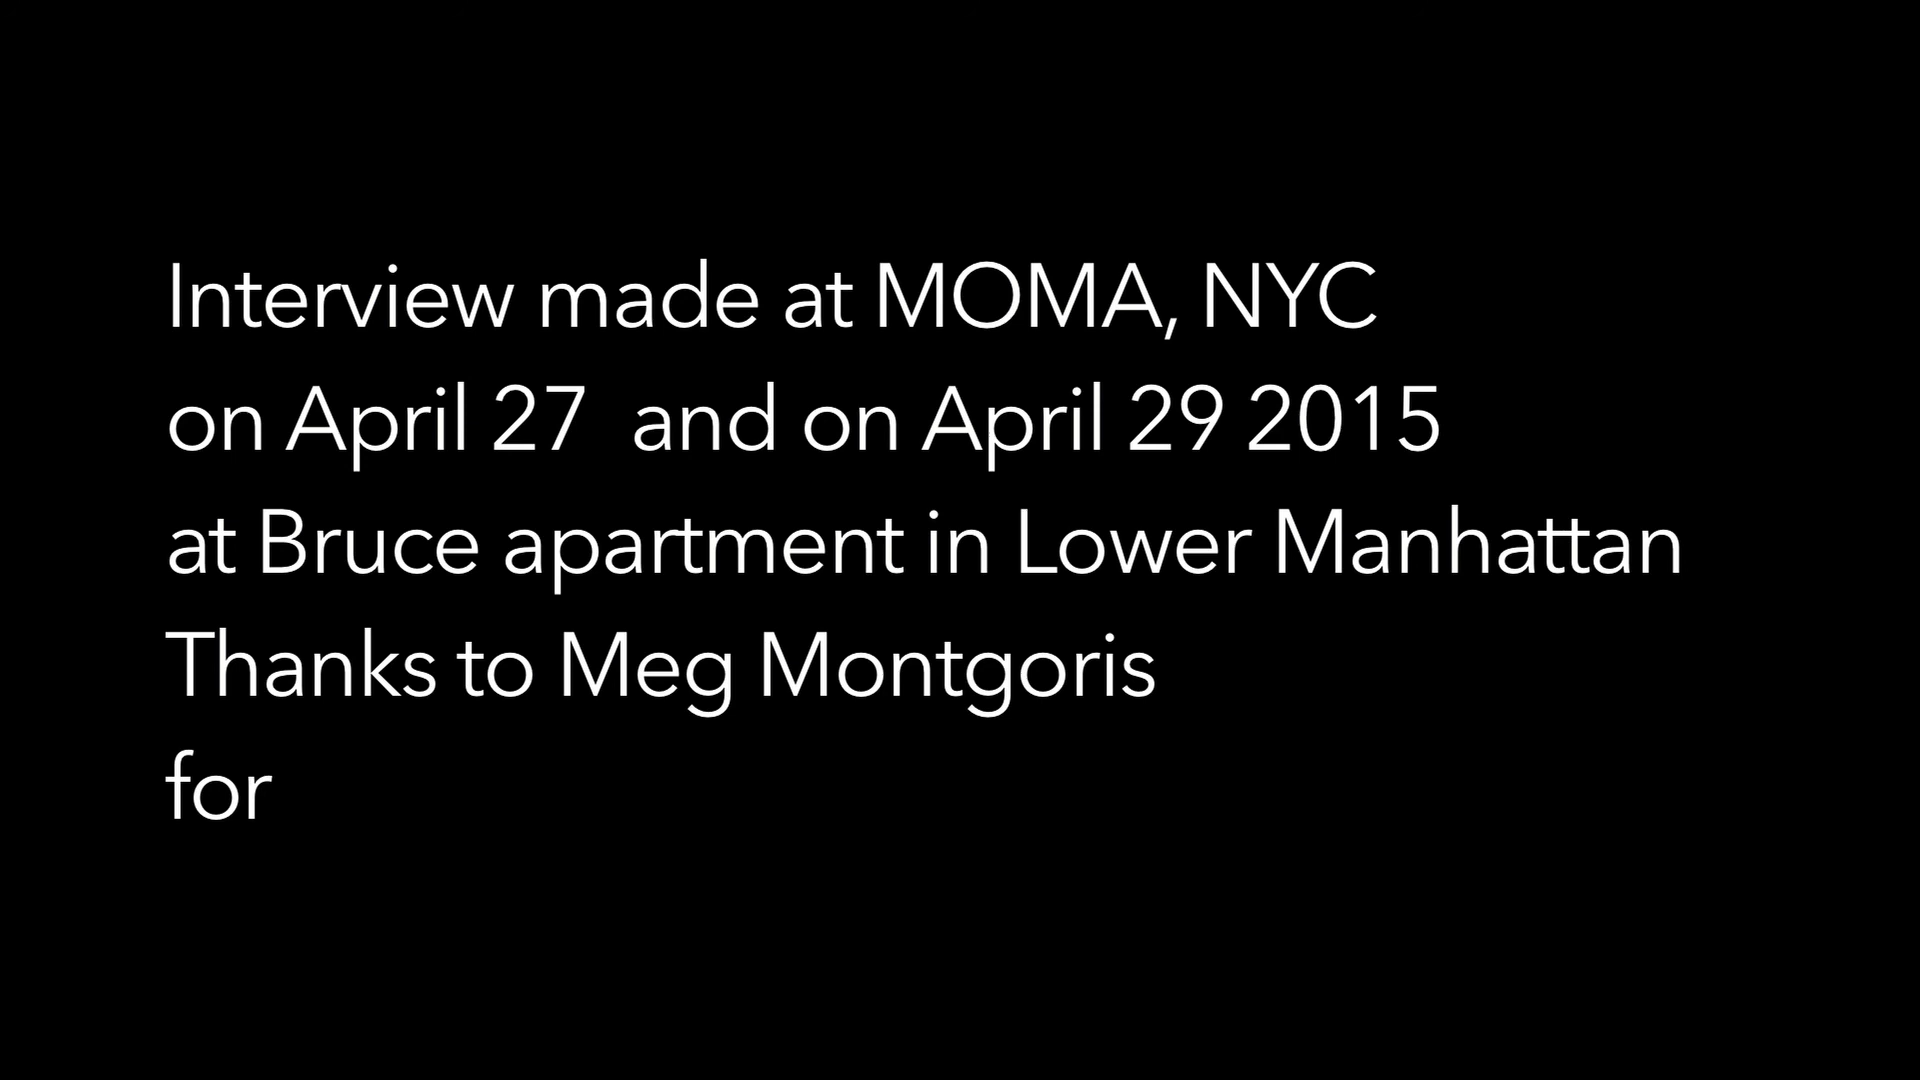 Interview made at MOMA, NYC
on April 27  and on April 29 2015
at Bruce apartment in Lower Manhattan
Thanks to Meg Montgoris
for